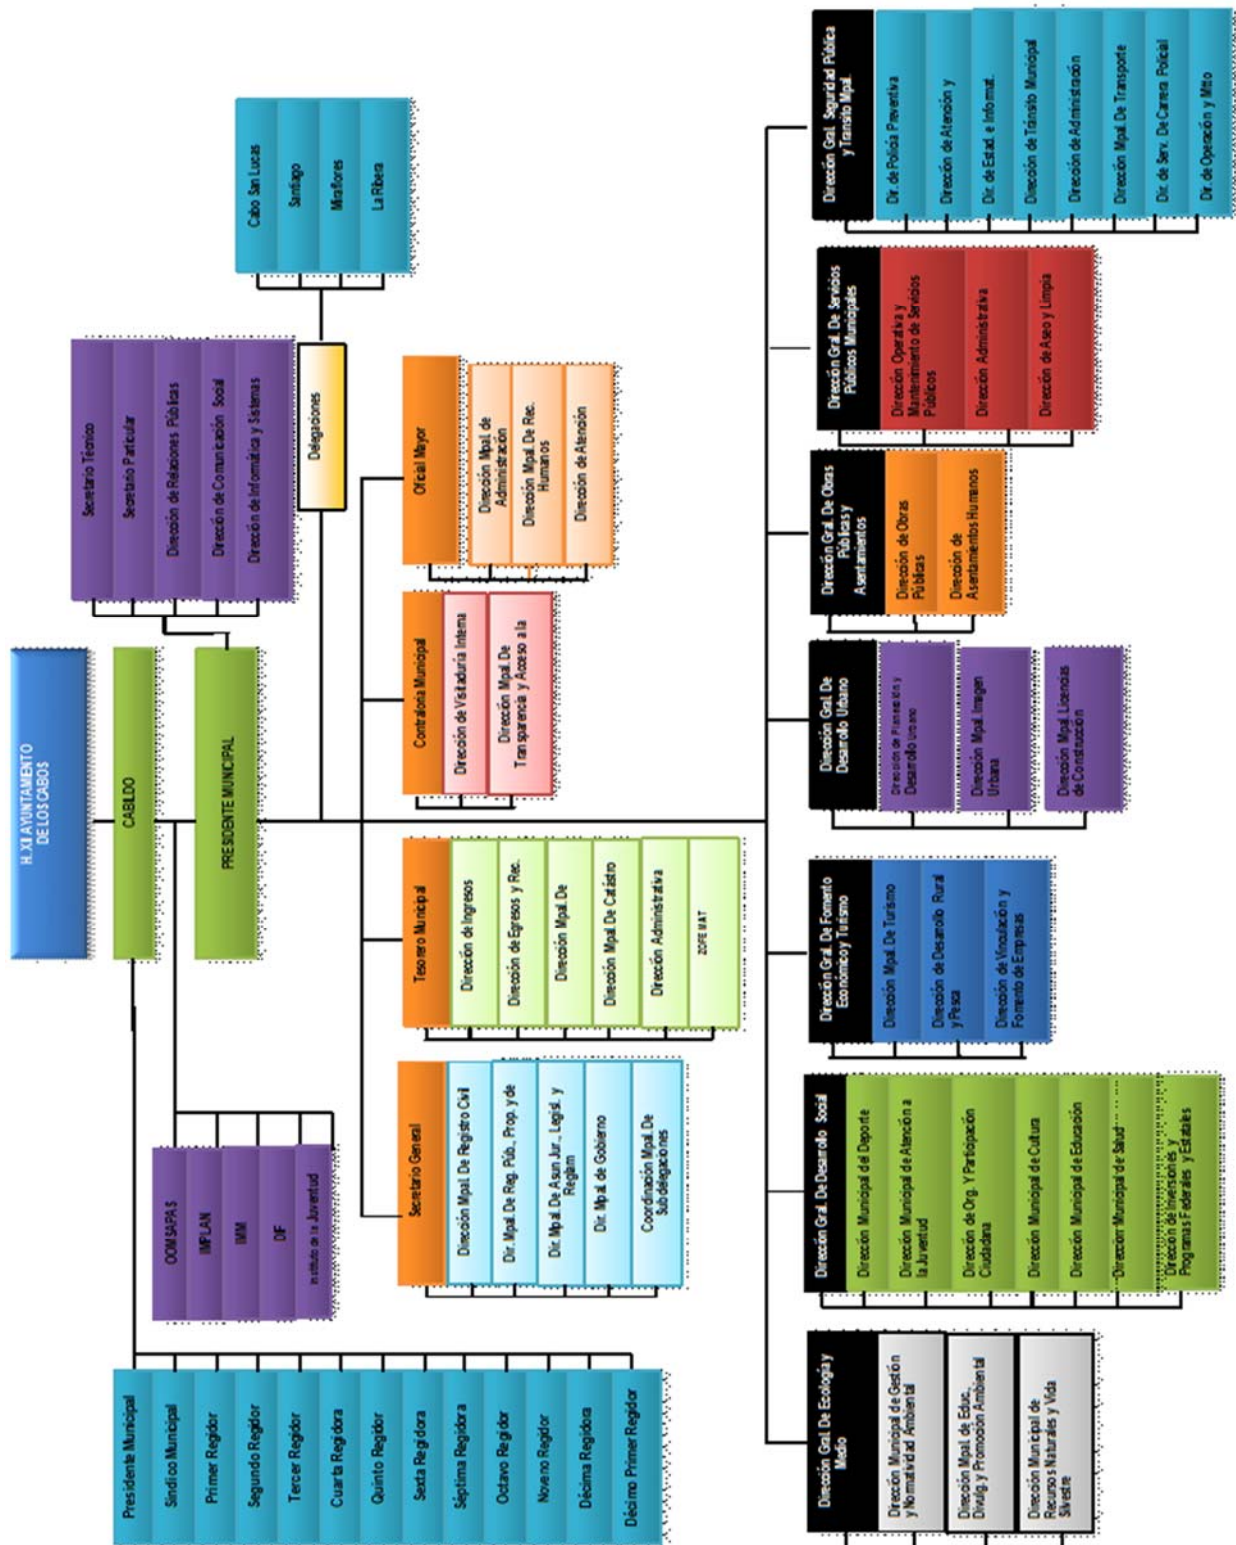 H. XII AYUNTAMIENTO
DE LOS CABOS
CABILDO
PRESIDENTE MUNICIPAL
Secretario Técnico
Secretario Particular
Dirección de Relaciones Públicas
Dirección de Comunicación Social
Dirección de Informática y Sistemas
Delegaciones
Cabo San Lucas
Santiago
Miraflores
La Ribera
OOMSAPAS
IMPLAN
IMM
DIF
Instituto de la Juventud
Presidente Municipal
Síndico Municipal
Primer Regidor
Segundo Regidor
Tercer Regidor
Cuarta Regidora
Quinto Regidor
Sexta Regidora
Séptima Regidora
Octavo Regidor
Noveno Regidor
Décima Regidora
Décimo Primer Regidor
Secretario General
Dirección Mpal. De Registro Civil
Dir. Mpal. De Reg. Púb., Prop. y de
Dir. Mpal. De Asun Jur., Legisl. y
Reglam
Dir. Mpal. de Gobierno
Coordinación Mpal. De
Subdelegaciones
Tesorero Municipal
Dirección de Ingresos
Dirección de Egresos y Rec.
Dirección Mpal. De
Dirección Mpal. De Catástro
Dirección Administrativa
ZOFEMAT
Contraloría Municipal
Dirección de Visitaduría Interna
Dirección Mpal. De
Transparencia y Acceso a la
Oficial Mayor
Dirección Mpal. de
Administración
Dirección Mpal. De Rec.
Humanos
Dirección de Atención
Dirección Gral. De Ecología y
Medio
Dirección Municipal de Gestión
y Normatividad Ambiental
Dirección Mpal. de Educ.,
Divulg. y Promoción Ambiental
Dirección Municipal de
Recursos Naturales y Vida
Silvestre
Dirección Gral. De Desarrollo Social
Dirección Municipal del Deporte
Dirección Municipal de Atención a
la Juventud
Dirección de Org. Y Participación
Ciudadana
Dirección Municipal de Cultura
Dirección Municipal de Educación
Dirección Municipal de Salud
Dirección de Inversiones y
Programas Federales y Estatales
Dirección Gral. De Fomento
Económico y Turismo
Dirección Mpal. De Turismo
Dirección de Desarrollo Rural
y Pesca
Dirección de Vinculación y
Fomento de Empresas
Dirección Gral. De
Desarrollo Urbano
Dirección de Planeación y
Desarrollo Urbano
Dirección Mpal. Imagen
Urbana
Dirección Mpal. Licencias
de Construcción
Dirección Gral. De Obras
Públicas y
Asentamientos
Dirección de Obras
Públicas
Dirección de
Asentamientos Humanos
Dirección Gral. De Servicios
Públicos Municipales
Dirección Operativa y
Mantenimiento de Servicios
Públicos
Dirección Administrativa
Dirección de Aseo y Limpia
Dirección Gral. Seguridad Pública
y Transito Mpal.
Dir. de Policía Preventiva
Dirección de Atención y
Dir. de Estad. e Informat.
Dirección de Tránsito Municipal
Dirección de Administración
Dirección Mpal. de Transporte
Dir. de Serv. De Carrera Policial
Dir. de Operación y Mtto